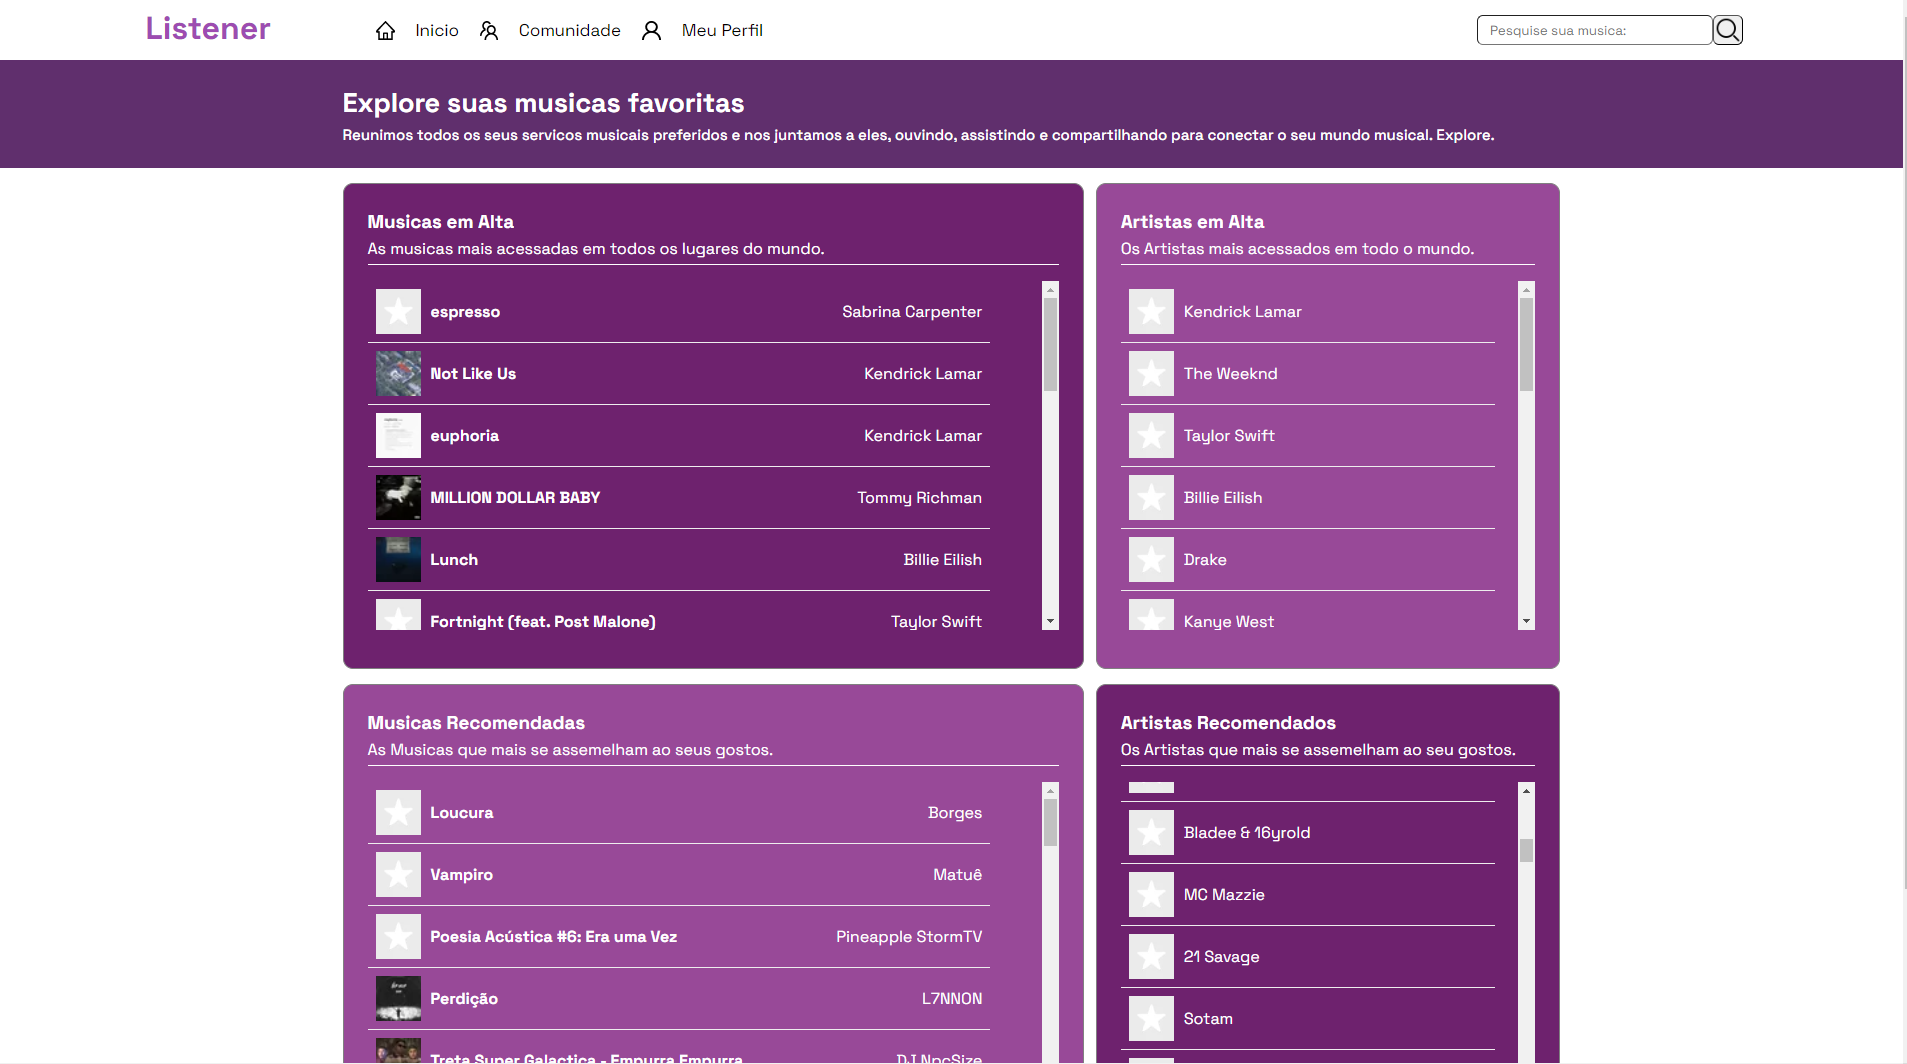 Listener
Inicio
Comunidade
Meu Perfil
Pesquise sua musica:
Explore suas musicas favoritas
Reunimos todos os seus servicos musicais preferidos e nos juntamos a eles, ouvindo, assistindo e compartilhando para conectar o seu mundo musical. Explore.
Musicas em Alta
As musicas mais acessadas em todos os lugares do mundo.
espresso Sabrina Carpenter
Not Like Us Kendrick Lamar
euphoria Kendrick Lamar
MILLION DOLLAR BABY Tommy Richman
Lunch Billie Eilish
Fortnight (feat. Post Malone) Taylor Swift
Artistas em Alta
Os Artistas mais acessados em todo o mundo.
Kendrick Lamar
The Weeknd
Taylor Swift
Billie Eilish
Drake
Kanye West
Musicas Recomendadas
As Musicas que mais se assemelham ao seus gostos.
Loucura Borges
Vampiro Matuê
Poesia Acústica #6: Era uma Vez Pineapple StormTV
Perdição L7NNON
Treta Super Galactica - Empurra Empurra DJ NpcSize
Artistas Recomendados
Os Artistas que mais se assemelham ao seu gostos.
Bladee & 16yrold
MC Mazzie
21 Savage
Sotam